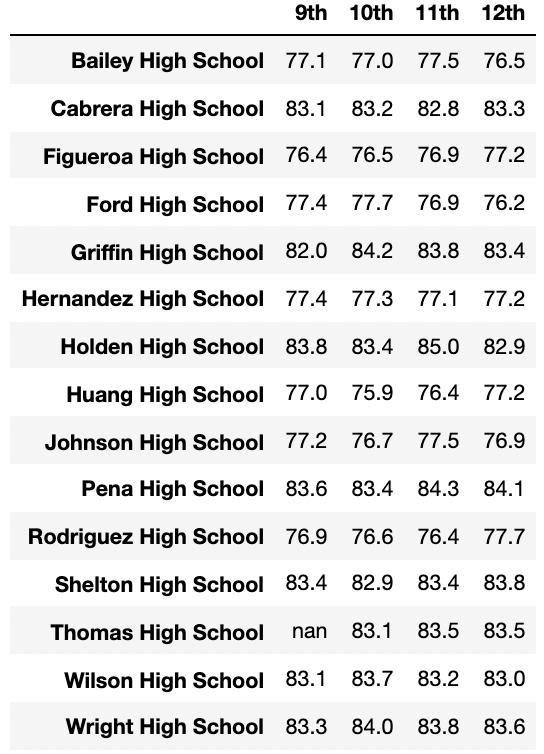 9th 10th 11th 12th
Bailey High School 77.1 77.0 77.5 76.5
Cabrera High School 83.1 83.2 82.8 83.3
Figueroa High School 76.4 76.5 76.9 77.2
Ford High School 77.4 77.7 76.9 76.2
Griffin High School 82.0 84.2 83.8 83.4
Hernandez High School 77.4 77.3 77.1 77.2
Holden High School 83.8 83.4 85.0 82.9
Huang High School 77.0 75.9 76.4 77.2
Johnson High School 77.2 76.7 77.5 76.9
Pena High School 83.6 83.4 84.3 84.1
Rodriguez High School 76.9 76.6 76.4 77.7
Shelton High School 83.4 82.9 83.4 83.8
Thomas High School nan 83.1 83.5 83.5
Wilson High School 83.1 83.7 83.2 83.0
Wright High School 83.3 84.0 83.8 83.6